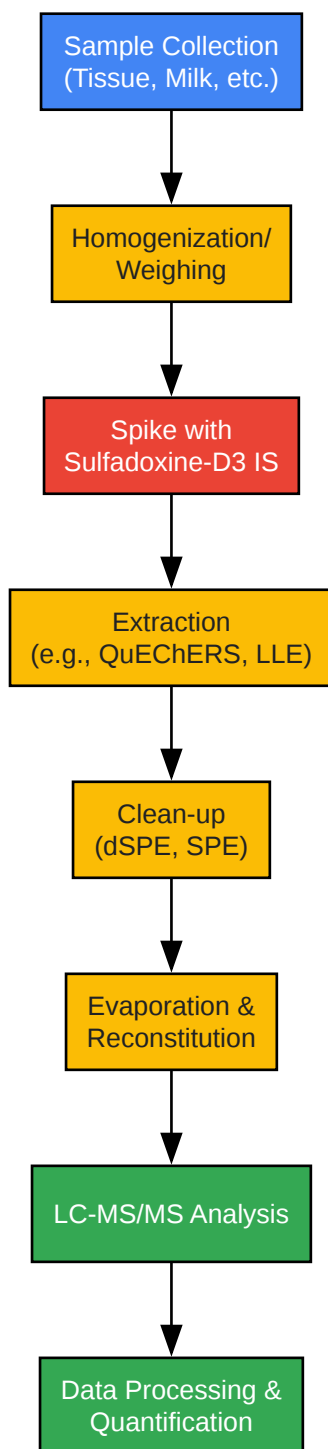 Sample Collection
(Tissue, Milk, etc.)
Homogenization/
Weighing
Spike with
Sulfadoxine-D3 IS
Extraction
(e.g., QuEChERS, LLE)
Clean-up
(dSPE, SPE)
Evaporation &
Reconstitution
LC-MS/MS Analysis
Data Processing &
Quantification